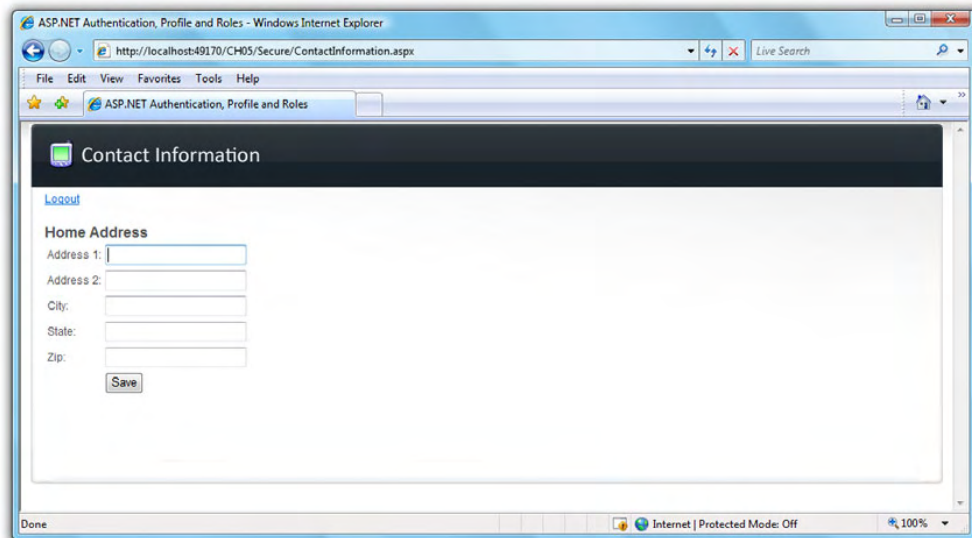 ASP.NET Authentication, Profile and Roles - Windows Internet Explorer
http://localhost:49170/CH05/Secure/ContactInformation.aspx
Live Search
File Edit View Favorites Tools Help
ASP.NET Authentication, Profile and Roles
Contact Information
Logout
Home Address
Address 1:
Address 2:
City:
State:
Zip:
Save
Done
Internet | Protected Mode: Off
100%